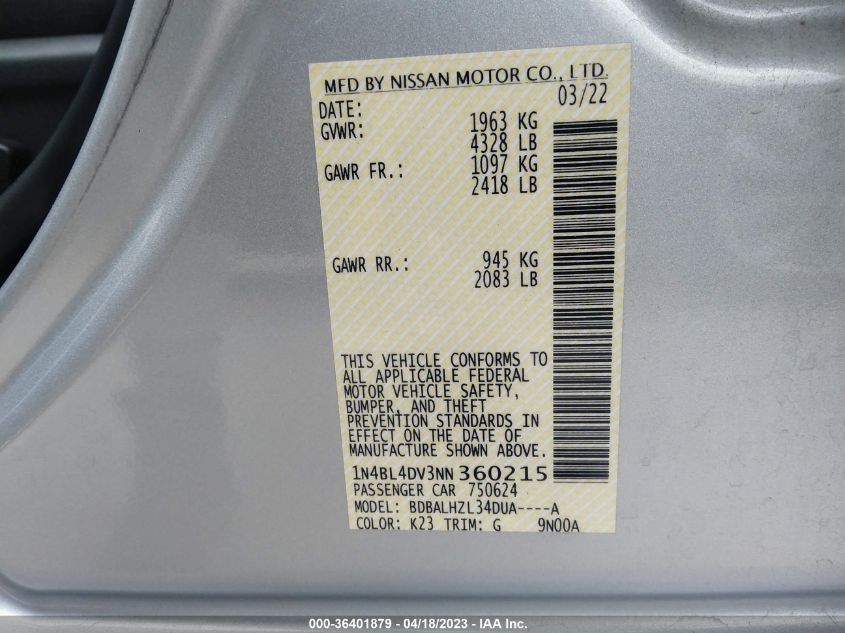 MFD BY NISSAN MOTOR CO., LTD.
DATE: 03/22
GVWR: 1963 KG
4328 LB
GAWR FR.: 1097 KG
2418 LB
GAWR RR.: 945 KG
2083 LB
THIS VEHICLE CONFORMS TO
ALL APPLICABLE FEDERAL
MOTOR VEHICLE SAFETY,
BUMPER, AND THEFT
PREVENTION STANDARDS IN
EFFECT ON THE DATE OF
MANUFACTURE SHOWN ABOVE.
1N4BL4DV3NN360215
PASSENGER CAR 750624
MODEL: BDBALHZL34DUA----A
COLOR: K23 TRIM: G 9N00A
000-36401879 / 04/18/2023 - IAA Inc.